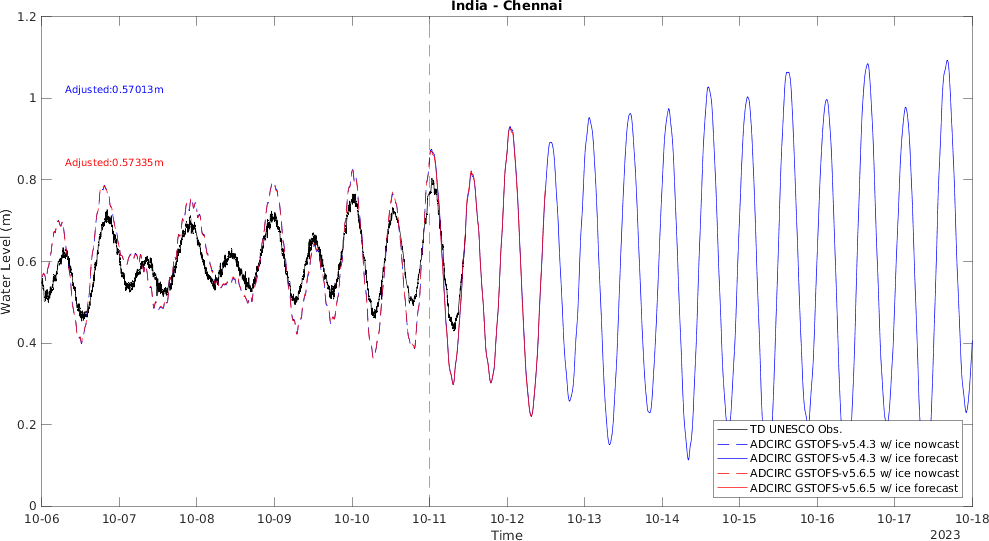 India - Chennai
Water Level (m)
1.2
1
0.8
0.6
0.4
0.2
0
Adjusted:0.57013m
Adjusted:0.57335m
TD UNESCO Obs.
ADCIRC GSTOFS-v5.4.3 w/ ice nowcast
ADCIRC GSTOFS-v5.4.3 w/ ice forecast
ADCIRC GSTOFS-v5.6.5 w/ ice nowcast
ADCIRC GSTOFS-v5.6.5 w/ ice forecast
10-06 10-07 10-08 10-09 10-10 10-11 10-12 10-13 10-14 10-15 10-16 10-17 10-18
Time
2023